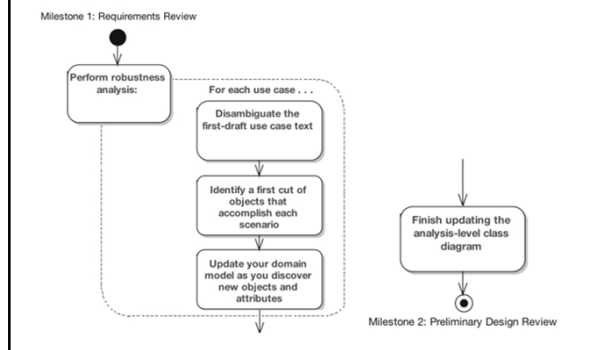 Milestone 1: Requirements Review
Perform robustness
analysis:
For each use case . . .
Disambiguate the
first-draft use case text
Identify a first cut of
objects that
accomplish each
scenario
Update your domain
model as you discover
new objects and
attributes
Finish updating the
analysis-level class
diagram
Milestone 2: Preliminary Design Review